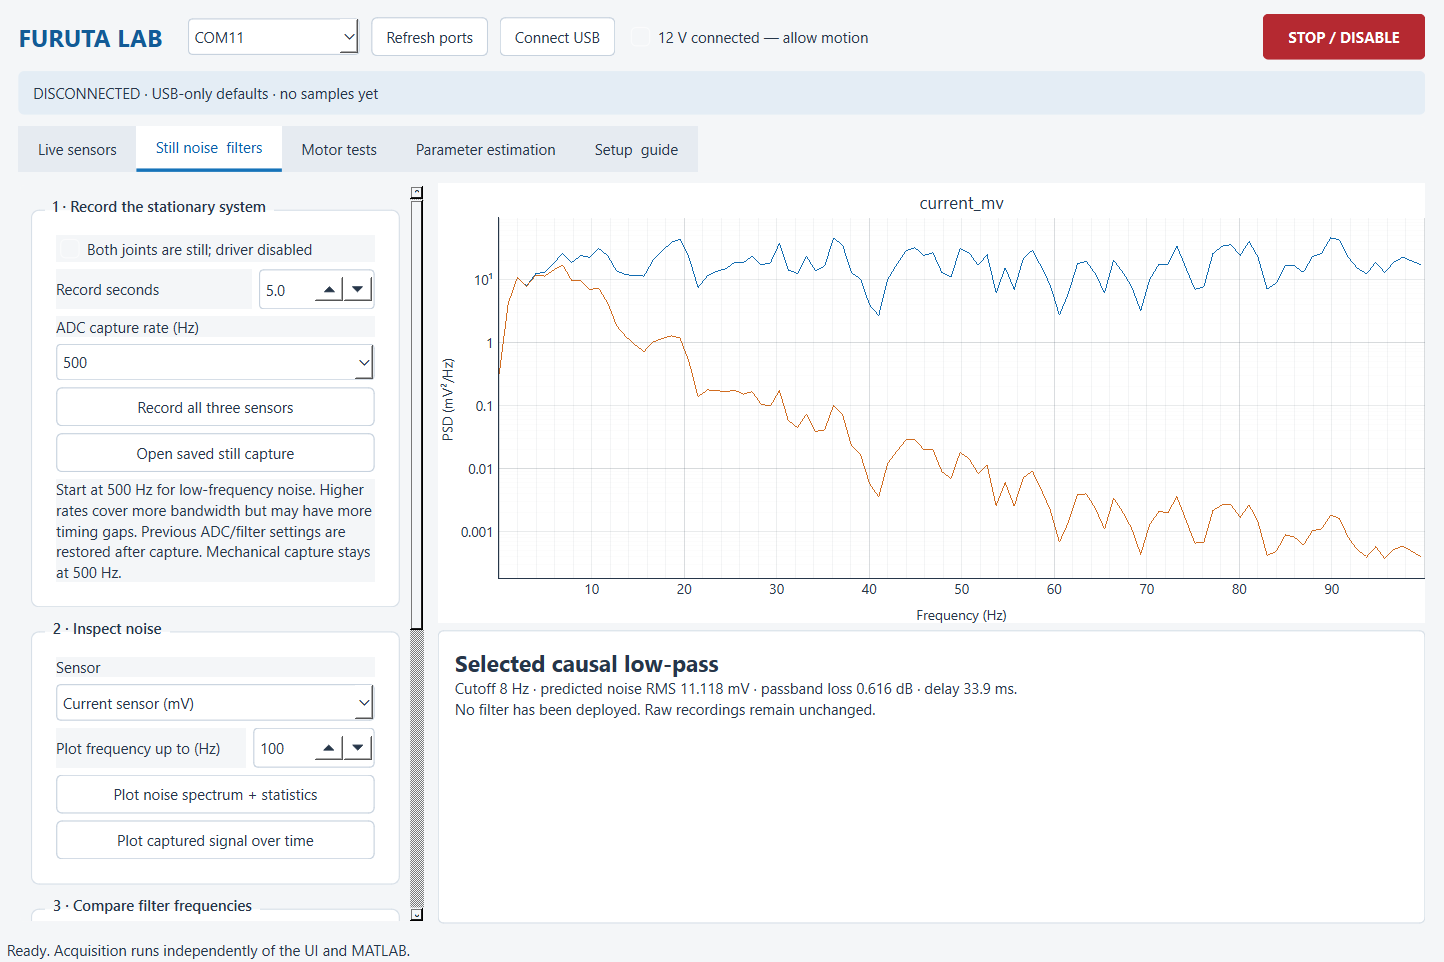 FURUTA LAB
COM11
Refresh ports
Connect USB
12 V connected — allow motion
STOP / DISABLE
DISCONNECTED · USB-only defaults · no samples yet
Live sensors
Still noise  filters
Motor tests
Parameter estimation
Setup  guide
1 · Record the stationary system
Both joints are still; driver disabled
Record seconds
5.0
ADC capture rate (Hz)
500
Record all three sensors
Open saved still capture
Start at 500 Hz for low-frequency noise. Higher
rates cover more bandwidth but may have more
timing gaps. Previous ADC/filter settings are
restored after capture. Mechanical capture stays
at 500 Hz.
2 · Inspect noise
Sensor
Current sensor (mV)
Plot frequency up to (Hz)
100
Plot noise spectrum + statistics
Plot captured signal over time
3 · Compare filter frequencies
current_mv
PSD (mV²/Hz)
10¹
1
0.1
0.01
0.001
10 20 30 40 50 60 70 80 90
Frequency (Hz)
Selected causal low-pass
Cutoff 8 Hz · predicted noise RMS 11.118 mV · passband loss 0.616 dB · delay 33.9 ms.
No filter has been deployed. Raw recordings remain unchanged.
Ready. Acquisition runs independently of the UI and MATLAB.